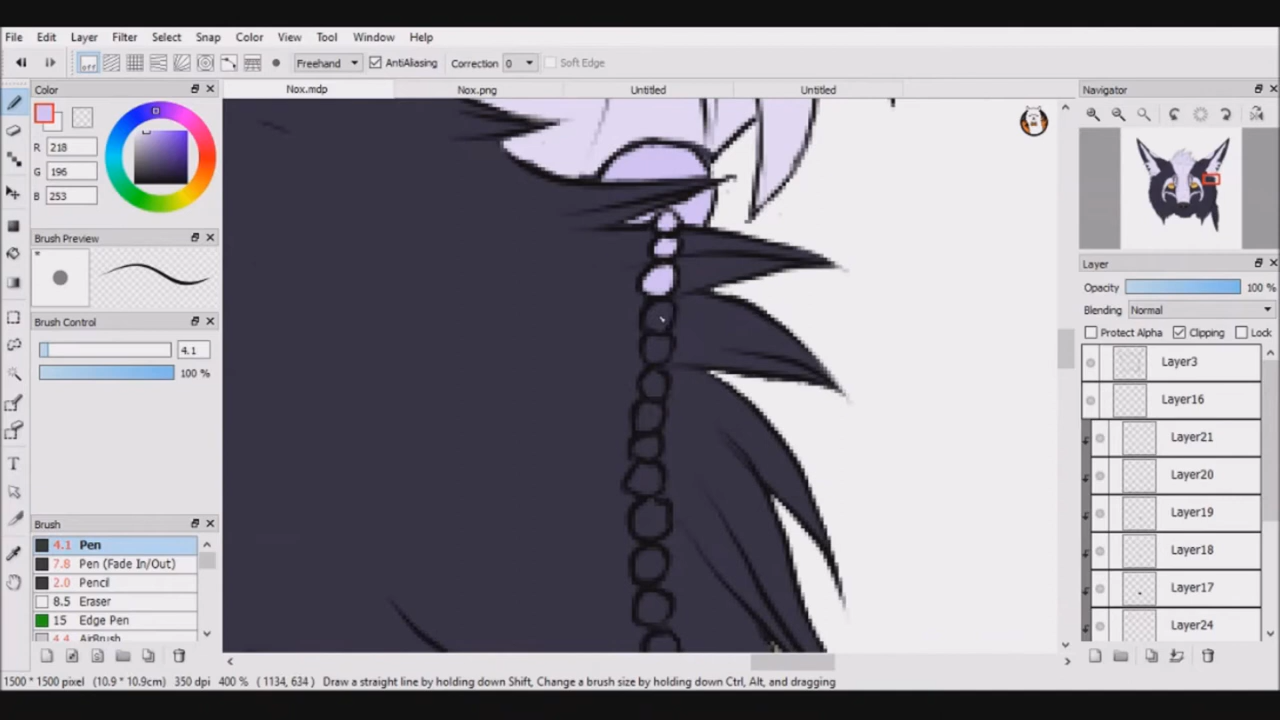 File Edit Layer Filter Select Snap Color View Tool Window Help
off Freehand AntiAliasing Correction 0 Soft Edge
Color
Nox.mdp Nox.png Untitled Untitled
Navigator
R 218
G 196
B 253
Brush Preview
Layer
Opacity 100 %
Blending Normal
Brush Control
Protect Alpha Clipping Lock
4.1
100 %
Layer3
Layer16
Layer21
Layer20
Layer19
Layer18
Layer17
Layer24
Brush
4.1 Pen
7.8 Pen (Fade In/Out)
2.0 Pencil
8.5 Eraser
15 Edge Pen
4.4 AirBrush
1500 * 1500 pixel (10.9 * 10.9cm) 350 dpi 400 % ( 1134, 634 ) Draw a straight line by holding down Shift, Change a brush size by holding down Ctrl, Alt, and dragging